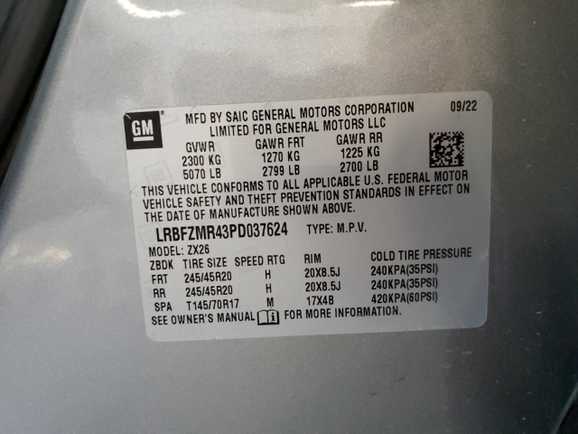 GM
MFD BY SAIC GENERAL MOTORS CORPORATION 09/22
LIMITED FOR GENERAL MOTORS LLC
GVWR GAWR FRT GAWR RR
2300 KG 1270 KG 1225 KG
5070 LB 2799 LB 2700 LB
THIS VEHICLE CONFORMS TO ALL APPLICABLE U.S. FEDERAL MOTOR
VEHICLE SAFETY AND THEFT PREVENTION STANDARDS IN EFFECT ON
THE DATE OF MANUFACTURE SHOWN ABOVE.
LRBFZMR43PD037624 TYPE: M.P.V.
MODEL: ZX26
ZBDK TIRE SIZE SPEED RTG RIM COLD TIRE PRESSURE
FRT 245/45R20 H 20X8.5J 240KPA(35PSI)
RR 245/45R20 H 20X8.5J 240KPA(35PSI)
SPA T145/70R17 M 17X4B 420KPA(60PSI)
SEE OWNER'S MANUAL FOR MORE INFORMATION